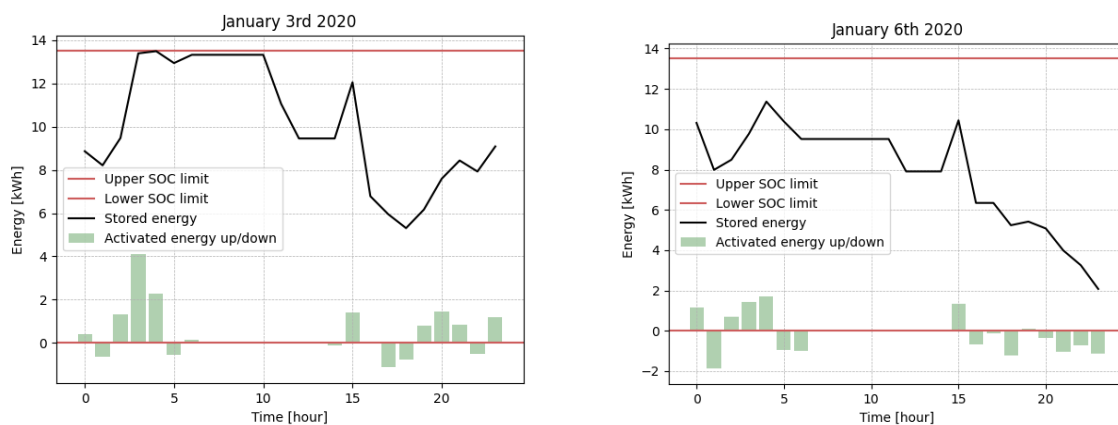 January 3rd 2020
14
12
10
8
6
4
2
0
Energy [kWh]
Upper SOC limit
Lower SOC limit
Stored energy
Activated energy up/down
0 5 10 15 20
Time [hour]
January 6th 2020
14
12
10
8
6
4
2
0
−2
Energy [kWh]
Upper SOC limit
Lower SOC limit
Stored energy
Activated energy up/down
0 5 10 15 20
Time [hour]